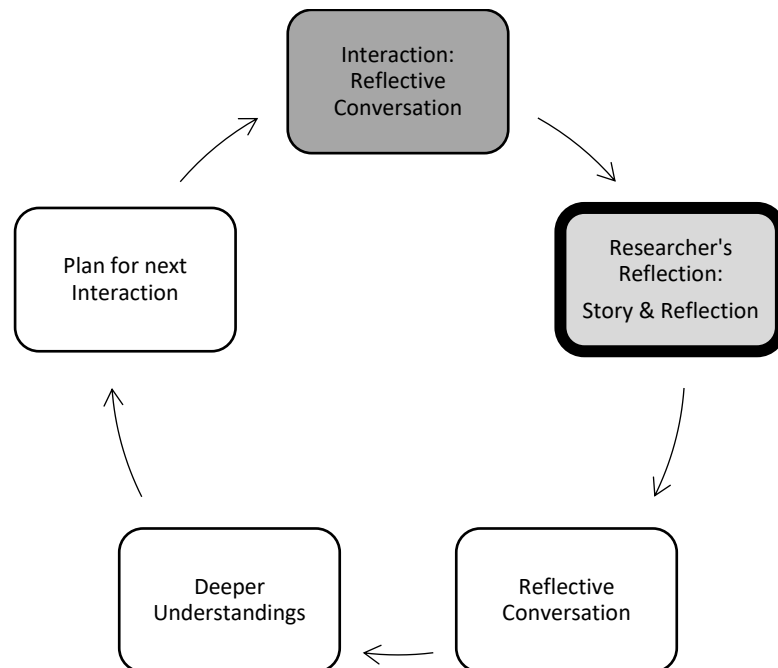 Interaction:
Reflective
Conversation
Researcher's
Reflection:
Story & Reflection
Reflective
Conversation
Deeper
Understandings
Plan for next
Interaction